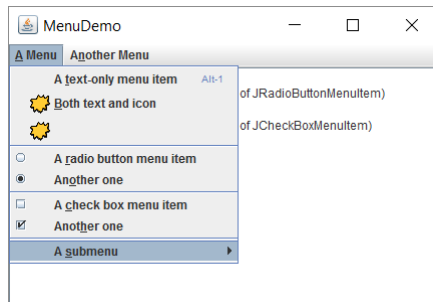 MenuDemo
A Menu Another Menu
A text-only menu item Alt-1
Both text and icon
of JRadioButtonMenuItem)
of JCheckBoxMenuItem)
A radio button menu item
Another one
A check box menu item
Another one
A submenu